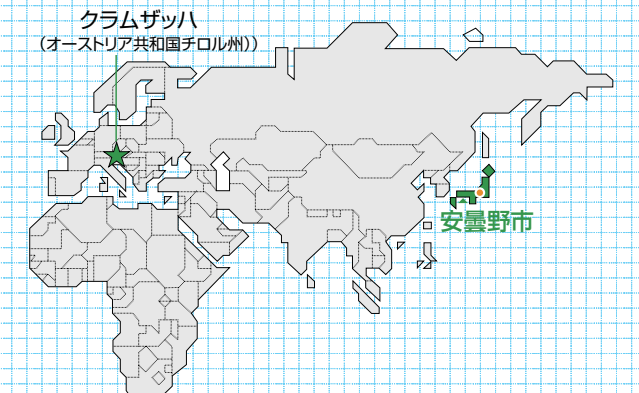 クラムザッハ
（オーストリア共和国チロル州））
安曇野市